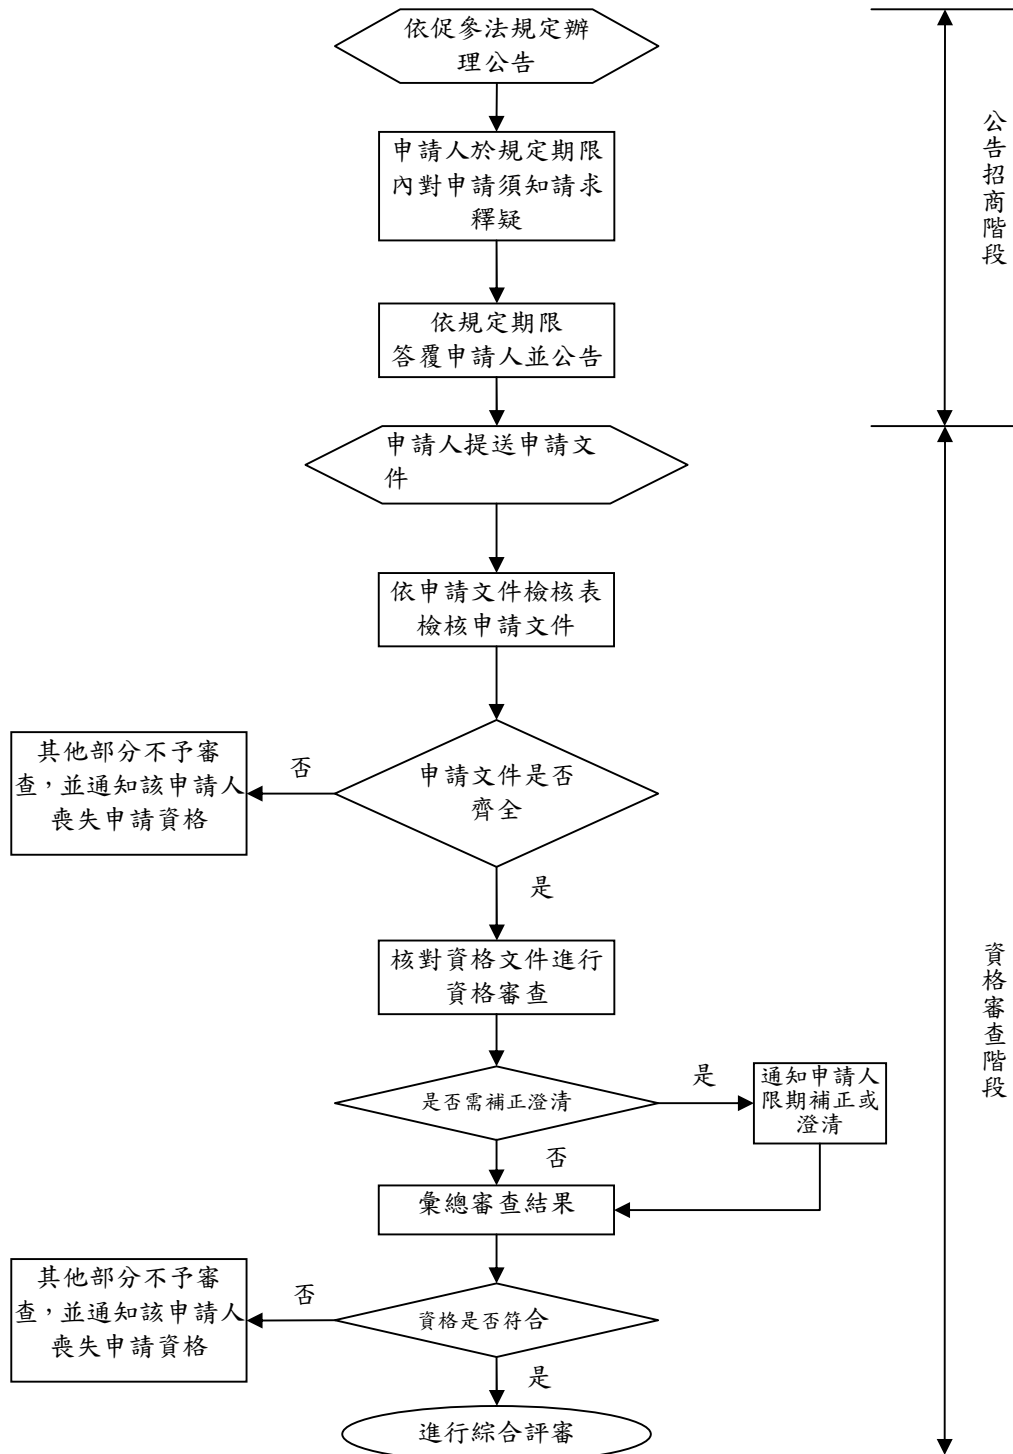 依促參法規定辦
理公告
申請人於規定期限
內對申請須知請求
釋疑
依規定期限
答覆申請人並公告
公告招商階段
申請人提送申請文
件
依申請文件檢核表
檢核申請文件
申請文件是否
齊全
否
其他部分不予審
查，並通知該申請人
喪失申請資格
是
核對資格文件進行
資格審查
是否需補正澄清
是
通知申請人
限期補正或
澄清
否
彙總審查結果
資格是否符合
否
其他部分不予審
查，並通知該申請人
喪失申請資格
是
進行綜合評審
資格審查階段